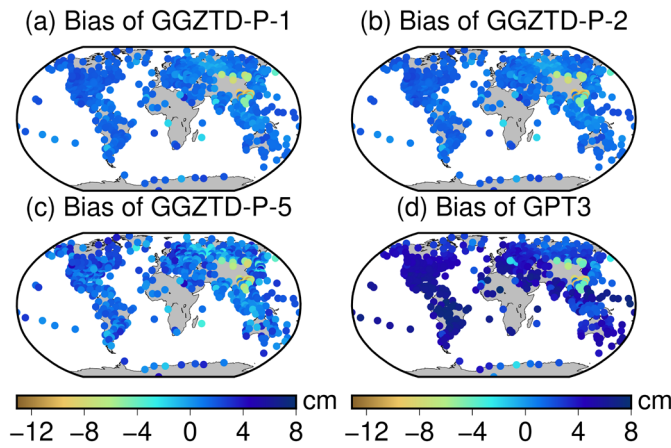 (a) Bias of GGZTD-P-1
(b) Bias of GGZTD-P-2
(c) Bias of GGZTD-P-5
(d) Bias of GPT3
−12 −8 −4 0 4 8 cm
−12 −8 −4 0 4 8 cm